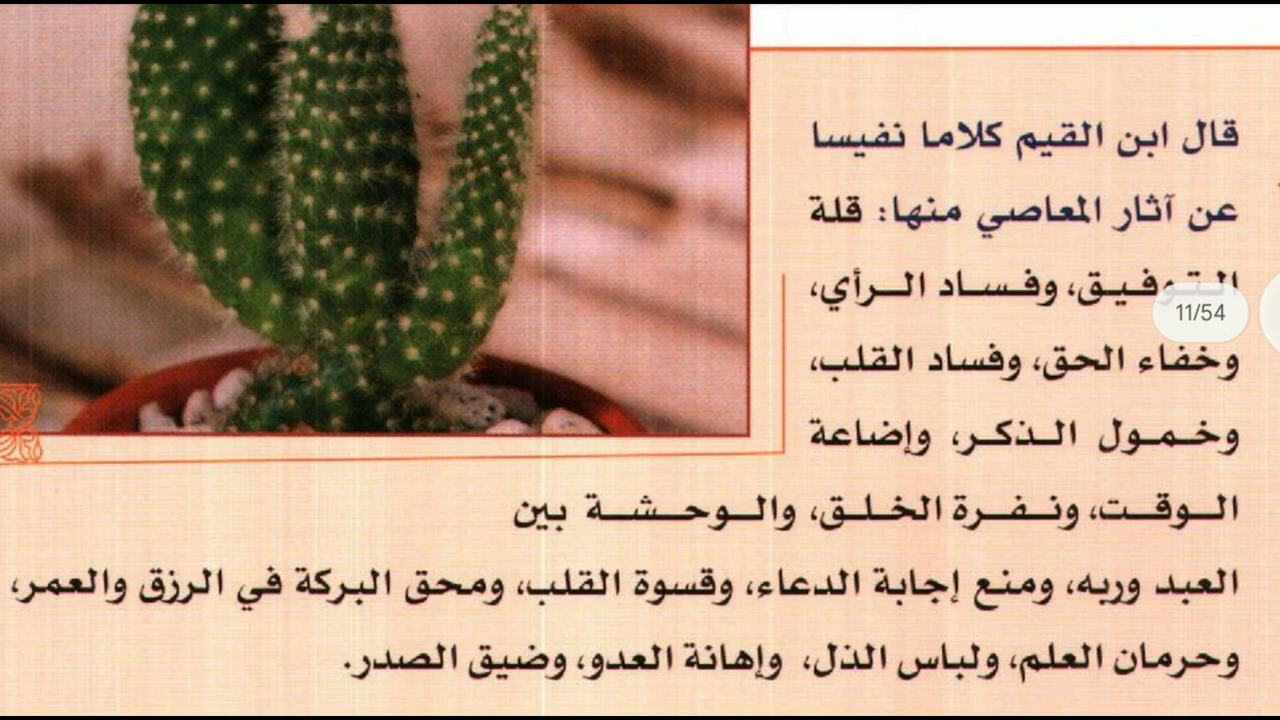 قال ابن القيم كلاما نفيسا
عن آثار المعاصي منها: قلة
التوفيق، وفساد الرأي،
11/54
وخفاء الحق، وفساد القلب،
وخمول الذكر، وإضاعة
الوقت، ونفرة الخلق، والوحشة بين
العبد وربه، ومنع إجابة الدعاء، وقسوة القلب، ومحق البركة في الرزق والعمر،
وحرمان العلم، ولباس الذل، وإهانة العدو، وضيق الصدر.